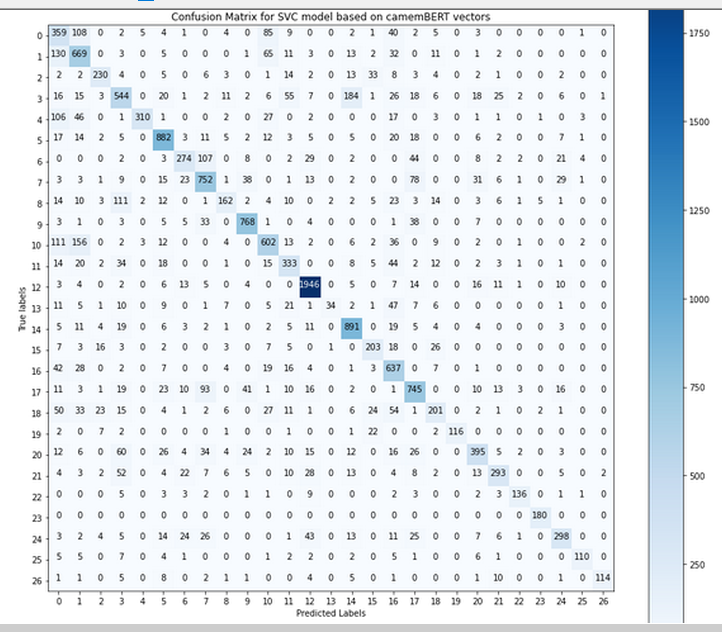 Confusion Matrix for SVC model based on camemBERT vectors
0 359 108 0 2 5 4 1 0 4 0 85 9 0 0 2 1 40 2 5 0 3 0 0 0 0 1 0
1 130 669 0 3 0 5 0 0 0 1 65 11 3 0 13 2 32 0 11 0 1 0 0 0 2 0 0
2 2 2 230 4 0 5 0 6 3 0 1 14 2 0 13 33 8 3 4 0 2 1 0 0 2 0 0
3 16 15 3 544 0 20 1 2 11 2 6 55 7 0 184 1 26 18 6 0 18 25 2 0 6 0 1
4 106 46 0 1 310 1 0 0 2 0 27 0 2 0 0 0 17 0 3 0 1 1 0 1 0 3 0
5 17 14 2 5 0 882 3 11 5 2 12 3 5 0 5 0 20 18 0 0 6 2 0 0 7 1 0
6 0 0 0 2 0 3 274 107 0 8 0 2 29 0 2 0 0 44 0 0 8 2 2 0 21 4 0
7 3 3 1 9 0 15 23 752 1 38 0 1 13 0 2 0 0 78 0 0 31 6 1 0 29 1 0
8 14 10 3 111 2 12 0 1 162 2 4 10 0 2 2 5 23 3 14 0 3 6 1 5 1 0 0
9 3 1 0 3 0 5 5 33 0 768 1 0 4 0 0 0 1 38 0 0 7 0 0 0 0 0 0
10 111 156 0 2 3 12 0 0 4 0 602 13 2 0 6 2 36 0 9 0 2 0 1 0 0 2 0
11 14 20 2 34 0 18 0 0 1 0 15 333 0 0 8 5 44 2 12 0 2 3 1 0 1 0 0
12 3 4 0 2 0 6 13 5 0 4 0 0 1946 0 5 0 7 14 0 0 16 11 1 0 10 0 0
13 11 5 1 10 0 9 0 1 7 0 5 21 1 34 2 1 47 7 6 0 0 0 0 0 0 1 0
14 5 11 4 19 0 6 3 2 1 0 2 5 11 0 891 0 19 5 4 0 4 0 0 0 3 0 0
15 7 3 16 3 0 2 0 0 3 0 7 5 0 1 0 203 18 0 26 0 0 0 0 0 0 0 0
16 42 28 0 2 0 7 0 0 4 0 19 16 4 0 1 3 637 0 7 0 1 0 0 0 0 0 0
17 11 3 1 19 0 23 10 93 0 41 1 10 16 0 2 0 1 745 0 0 10 13 3 0 16 0 0
18 50 33 23 15 0 4 1 2 6 0 27 11 1 0 6 24 54 1 201 0 2 1 0 2 1 0 0
19 2 0 7 2 0 0 0 1 0 0 0 1 0 0 1 22 0 0 2 116 0 0 0 0 0 0 0
20 12 6 0 60 0 26 4 34 4 24 2 10 15 0 12 0 16 26 0 0 395 5 2 0 3 0 0
21 4 3 2 52 0 4 22 7 6 5 0 10 28 0 13 0 4 8 2 0 13 293 0 0 5 0 2
22 0 0 0 5 0 3 3 2 0 1 1 0 9 0 0 0 2 3 0 0 2 3 136 0 1 1 0
23 0 0 0 0 0 0 0 0 0 0 0 0 0 0 0 0 0 0 0 0 0 0 0 180 0 0 0
24 3 2 4 5 0 14 24 26 0 0 0 1 43 0 13 0 11 25 0 0 7 6 1 0 298 0 0
25 5 5 0 7 0 4 1 0 0 0 1 2 2 0 2 0 5 1 0 0 6 1 0 0 0 110 0
26 1 1 0 5 0 8 0 2 1 1 0 0 4 0 5 0 1 0 0 0 1 10 0 0 1 0 114
0 1 2 3 4 5 6 7 8 9 10 11 12 13 14 15 16 17 18 19 20 21 22 23 24 25 26
True labels
Predicted Labels
1750
1500
1250
1000
750
500
250